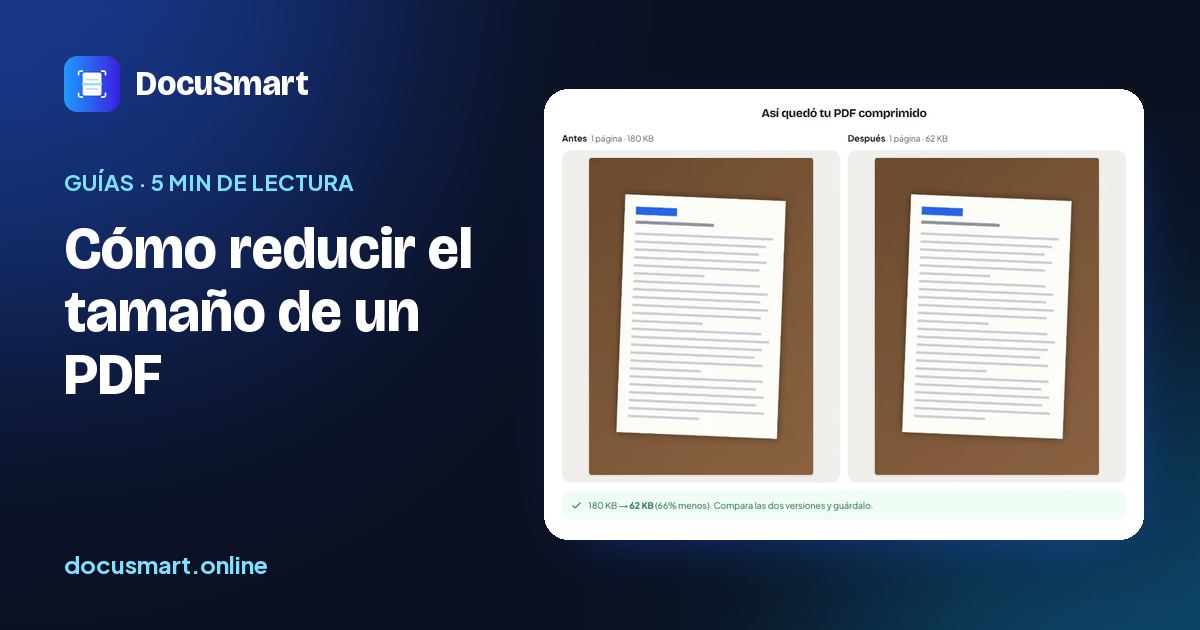 DocuSmart
GUÍAS · 5 MIN DE LECTURA
Cómo reducir el
tamaño de un
PDF
docusmart.online
Así quedó tu PDF comprimido
Antes 1 página · 180 KB
Después 1 página · 62 KB
180 KB → 62 KB (66% menos). Compara las dos versiones y guárdalo.